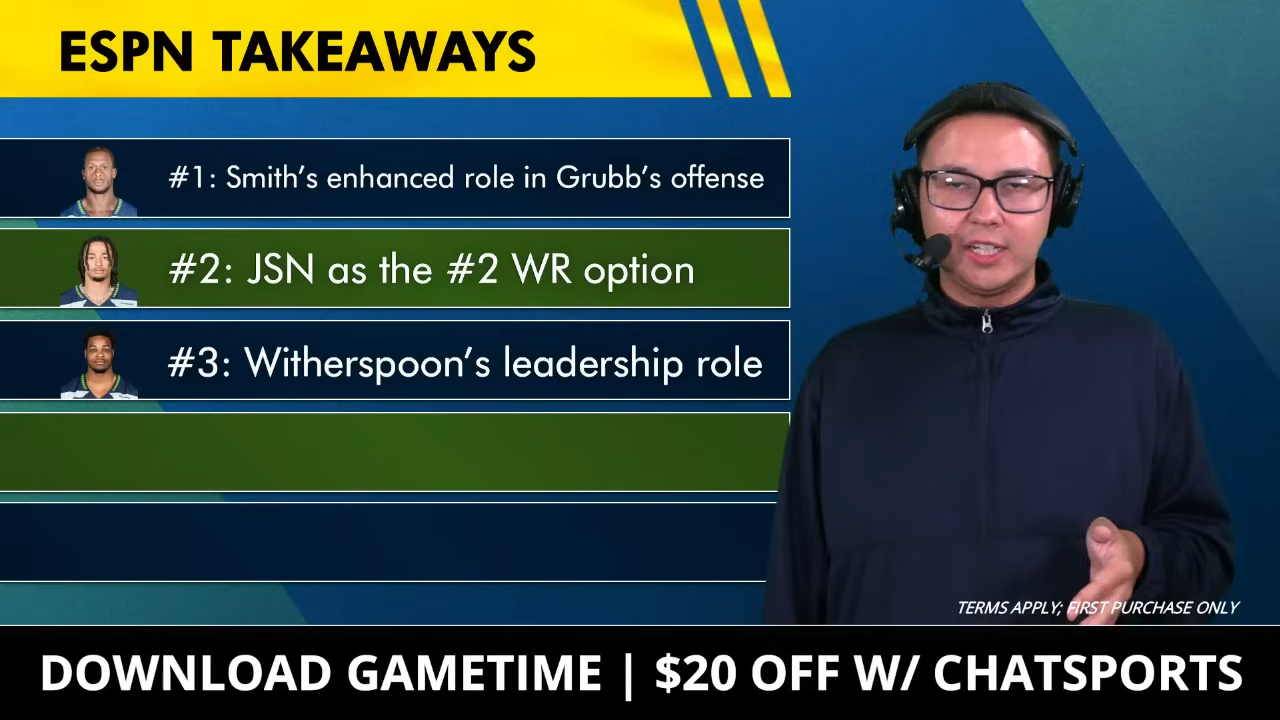 ESPN TAKEAWAYS
#1: Smith's enhanced role in Grubb's offense
#2: JSN as the #2 WR option
#3: Witherspoon's leadership role
TERMS APPLY; FIRST PURCHASE ONLY
DOWNLOAD GAMETIME | $20 OFF W/ CHATSPORTS